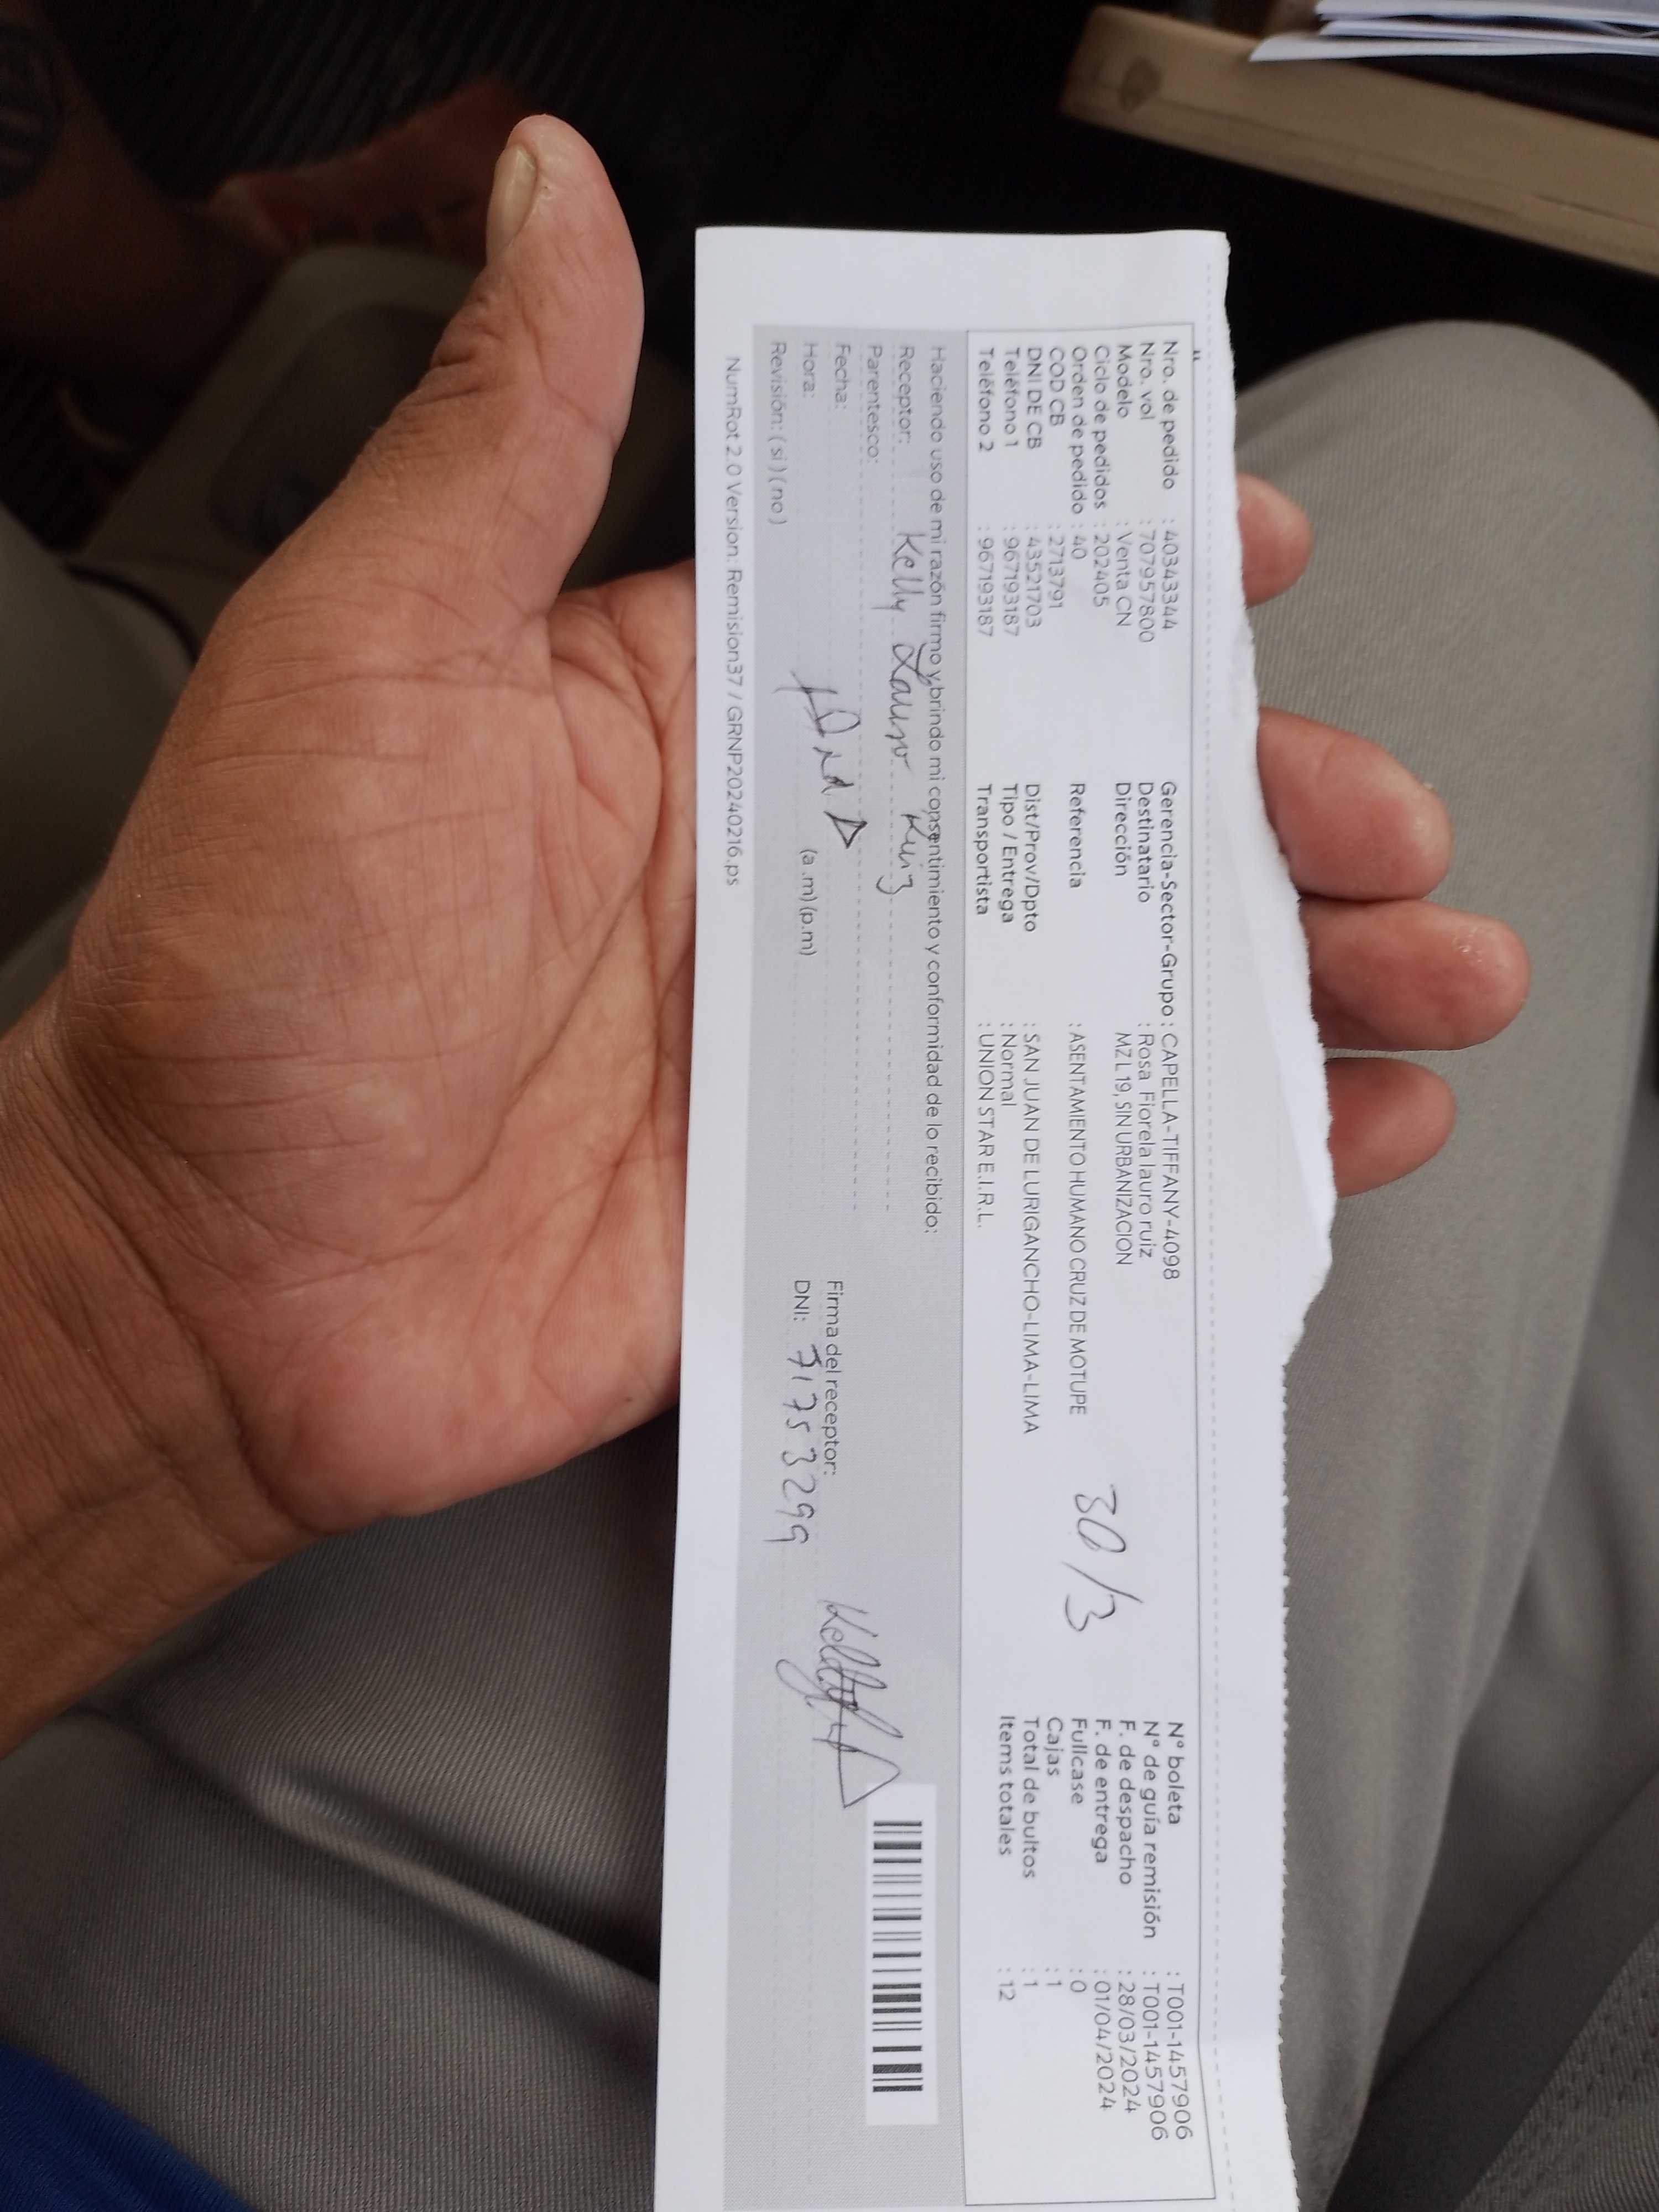 Nro. de pedido : 40343344
Nro. vol : 707957800
Modelo : Venta CN
Ciclo de pedidos : 202405
Orden de pedido : 40
COD CB : 2713791
DNI DE CB : 43521703
Teléfono 1 : 967193187
Teléfono 2 : 967193187
Gerencia-Sector-Grupo : CAPELLA-TIFFANY-4098
Destinatario : Rosa Fiorela lauro ruiz
Dirección MZ L 19, SIN URBANIZACION
Referencia : ASENTAMIENTO HUMANO CRUZ DE MOTUPE
Dist/Prov/Dpto : SAN JUAN DE LURIGANCHO-LIMA-LIMA
Tipo / Entrega : Normal
Transportista : UNION STAR E.I.R.L.
30/3
N° boleta : T001-1457906
N° de guía remisión : T001-1457906
F. de despacho : 28/03/2024
F. de entrega : 01/04/2024
Fullcase : 0
Cajas : 1
Total de bultos : 1
Items totales : 12
Haciendo uso de mi razón firmo y brindo mi consentimiento y conformidad de lo recibido:
Receptor: Kelly Lauro Ruiz
Parentesco:
Fecha:
Hora: (a.m) (p.m)
Revisión: ( si ) ( no )
Firma del receptor:
DNI: 71753299
NumRot 2.0 Version: Remision37 / GRNP20240216.ps